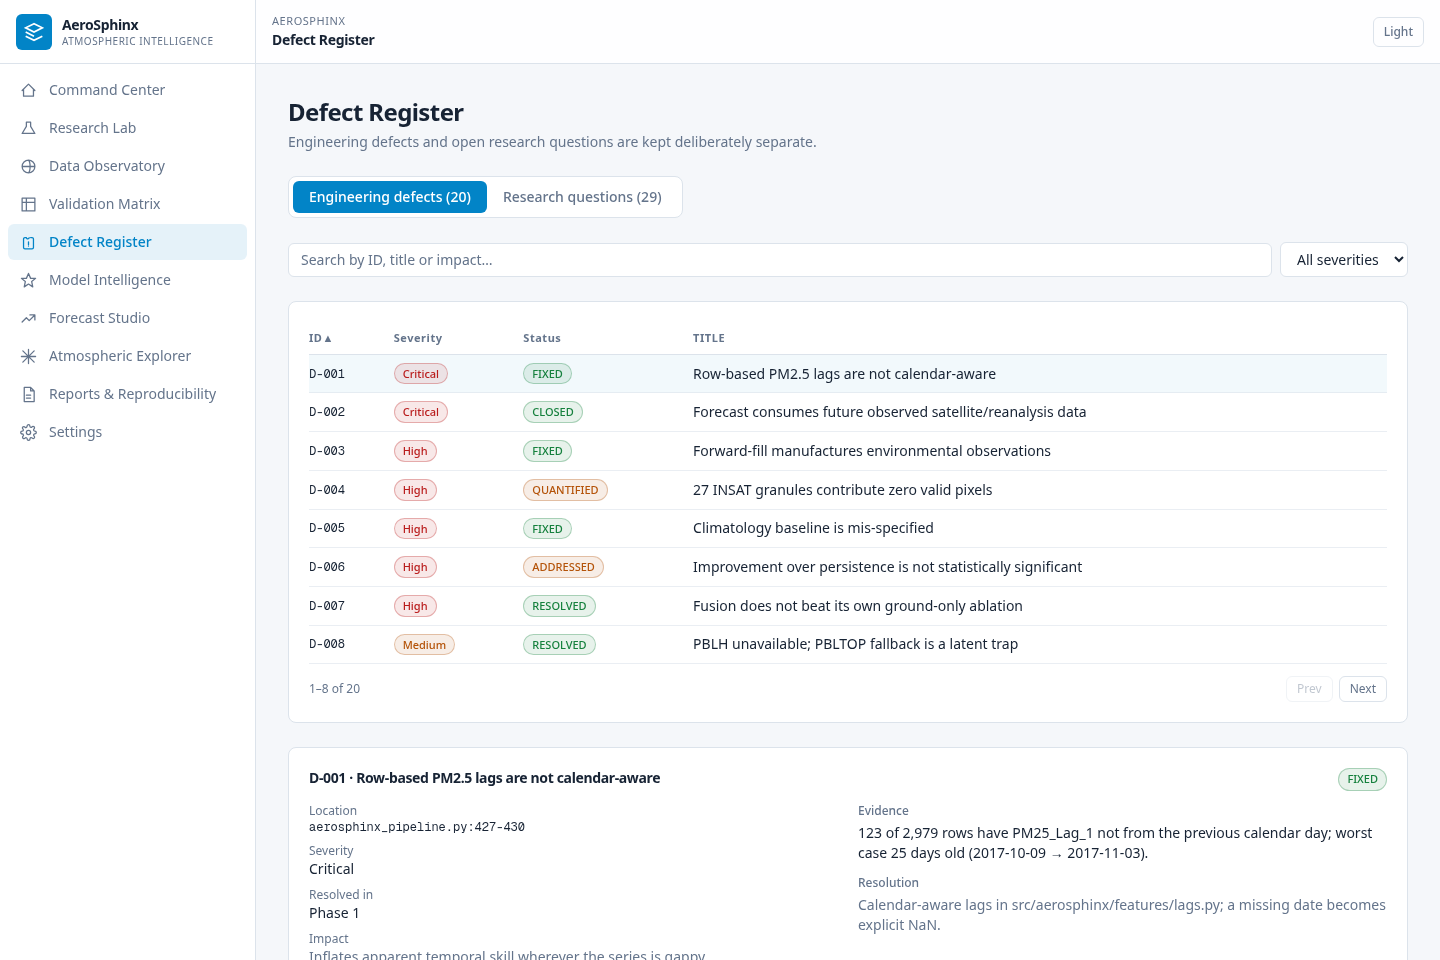 AeroSphinx
ATMOSPHERIC INTELLIGENCE
Command Center
Research Lab
Data Observatory
Validation Matrix
Defect Register
Model Intelligence
Forecast Studio
Atmospheric Explorer
Reports & Reproducibility
Settings
AEROSPHINX
Defect Register
Light
Defect Register
Engineering defects and open research questions are kept deliberately separate.
Engineering defects (20) Research questions (29)
Search by ID, title or impact... All severities
ID ▲ Severity Status TITLE
D-001 Critical FIXED Row-based PM2.5 lags are not calendar-aware
D-002 Critical CLOSED Forecast consumes future observed satellite/reanalysis data
D-003 High FIXED Forward-fill manufactures environmental observations
D-004 High QUANTIFIED 27 INSAT granules contribute zero valid pixels
D-005 High FIXED Climatology baseline is mis-specified
D-006 High ADDRESSED Improvement over persistence is not statistically significant
D-007 High RESOLVED Fusion does not beat its own ground-only ablation
D-008 Medium RESOLVED PBLH unavailable; PBLTOP fallback is a latent trap
1–8 of 20 Prev Next
D-001 · Row-based PM2.5 lags are not calendar-aware FIXED
Location
aerosphinx_pipeline.py:427-430
Severity
Critical
Resolved in
Phase 1
Impact
Inflates apparent temporal skill wherever the series is gappy.
Evidence
123 of 2,979 rows have PM25_Lag_1 not from the previous calendar day; worst
case 25 days old (2017-10-09 → 2017-11-03).
Resolution
Calendar-aware lags in src/aerosphinx/features/lags.py; a missing date becomes
explicit NaN.